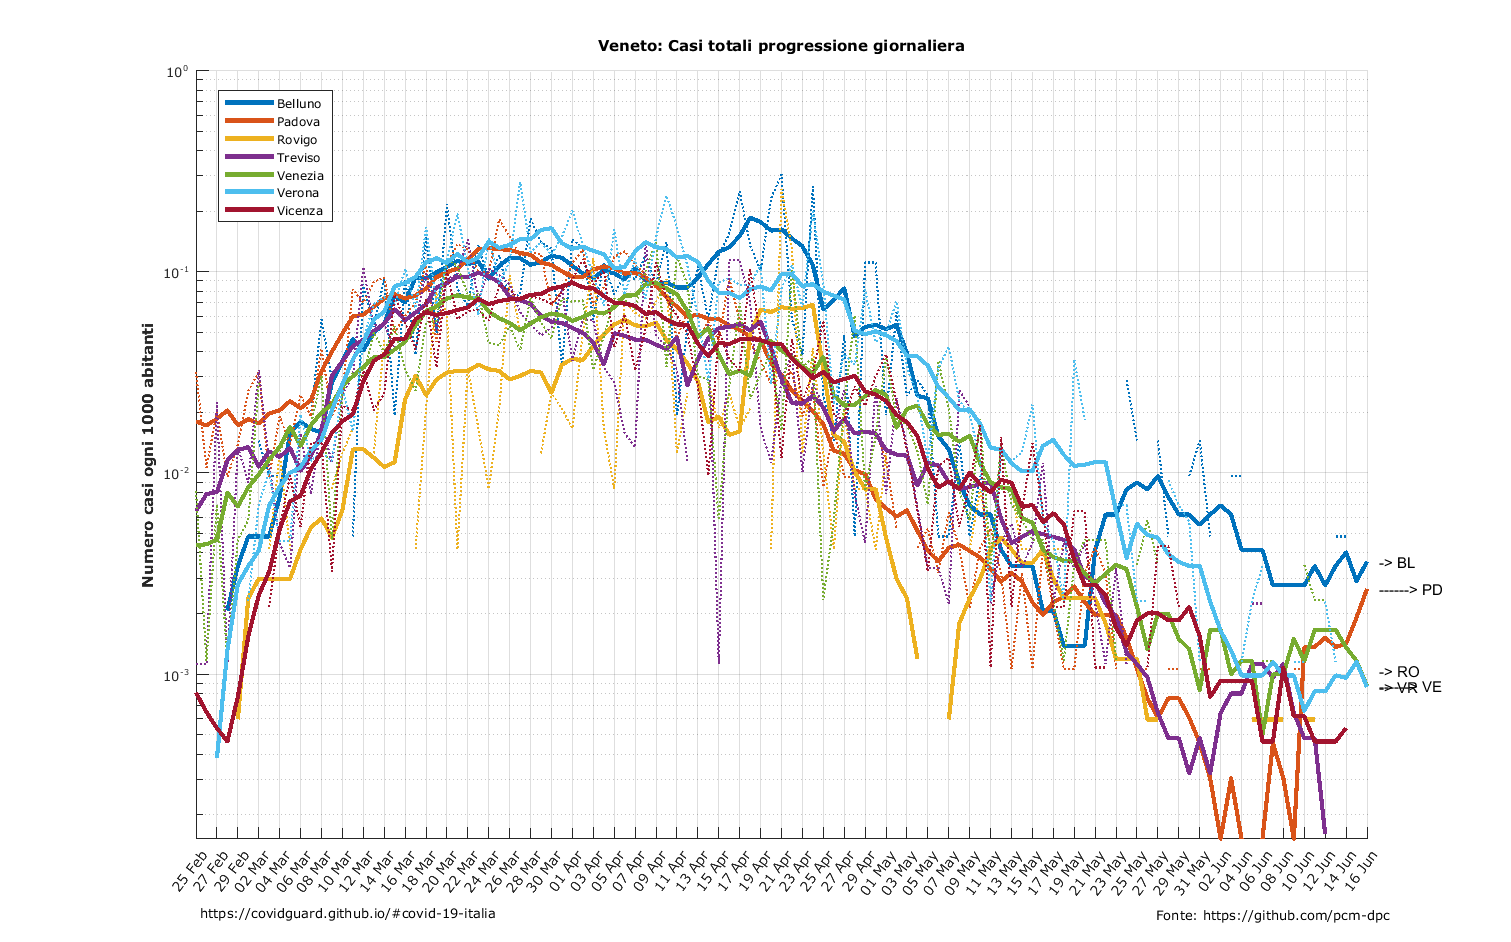 Veneto: Casi totali progressione giornaliera
10^0
10^-1
10^-2
10^-3
Numero casi ogni 1000 abitanti
Belluno
Padova
Rovigo
Treviso
Venezia
Verona
Vicenza
-> BL
------> PD
-> RO
-> VR
------> VE
25 Feb
27 Feb
29 Feb
02 Mar
04 Mar
06 Mar
08 Mar
10 Mar
12 Mar
14 Mar
16 Mar
18 Mar
20 Mar
22 Mar
24 Mar
26 Mar
28 Mar
30 Mar
01 Apr
03 Apr
05 Apr
07 Apr
09 Apr
11 Apr
13 Apr
15 Apr
17 Apr
19 Apr
21 Apr
23 Apr
25 Apr
27 Apr
29 Apr
01 May
03 May
05 May
07 May
09 May
11 May
13 May
15 May
17 May
19 May
21 May
23 May
25 May
27 May
29 May
31 May
02 Jun
04 Jun
06 Jun
08 Jun
10 Jun
12 Jun
14 Jun
16 Jun
https://covidguard.github.io/#covid-19-italia
Fonte: https://github.com/pcm-dpc